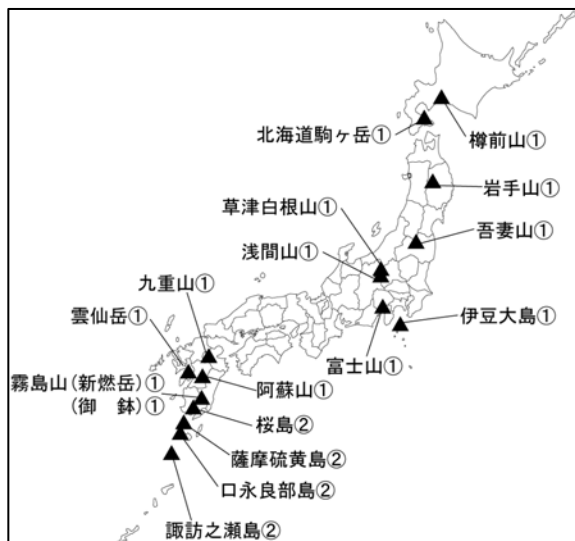 北海道駒ヶ岳①
樽前山①
岩手山①
草津白根山①
吾妻山①
浅間山①
九重山①
伊豆大島①
雲仙岳①
富士山①
霧島山(新燃岳)①
阿蘇山①
(御　鉢)①
桜島②
薩摩硫黄島②
口永良部島②
諏訪之瀬島②